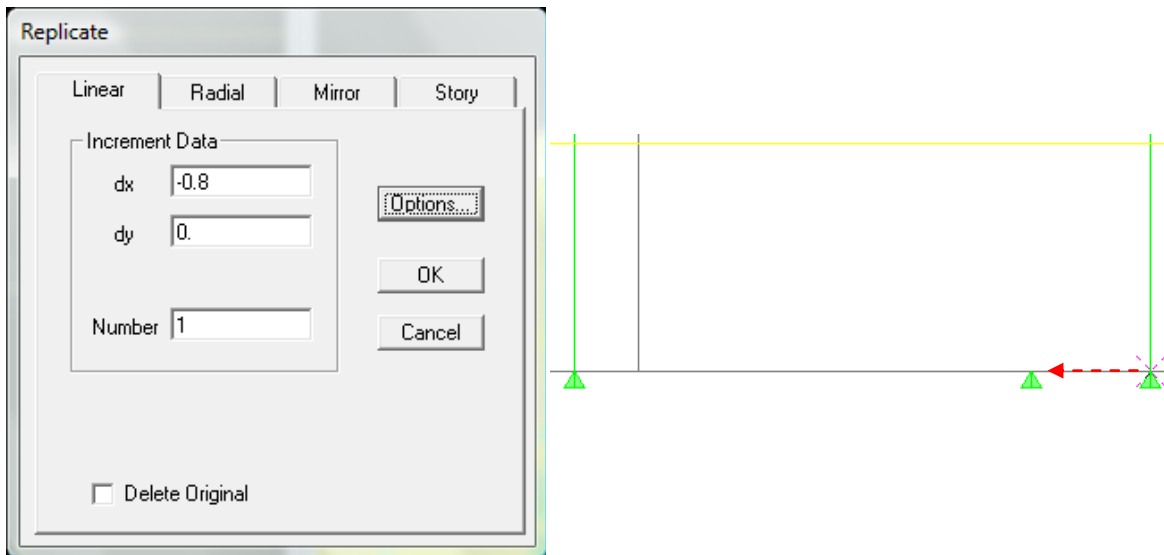 Replicate
Linear Radial Mirror Story
Increment Data
dx -0.8
dy 0.
Number 1
Options...
OK
Cancel
Delete Original